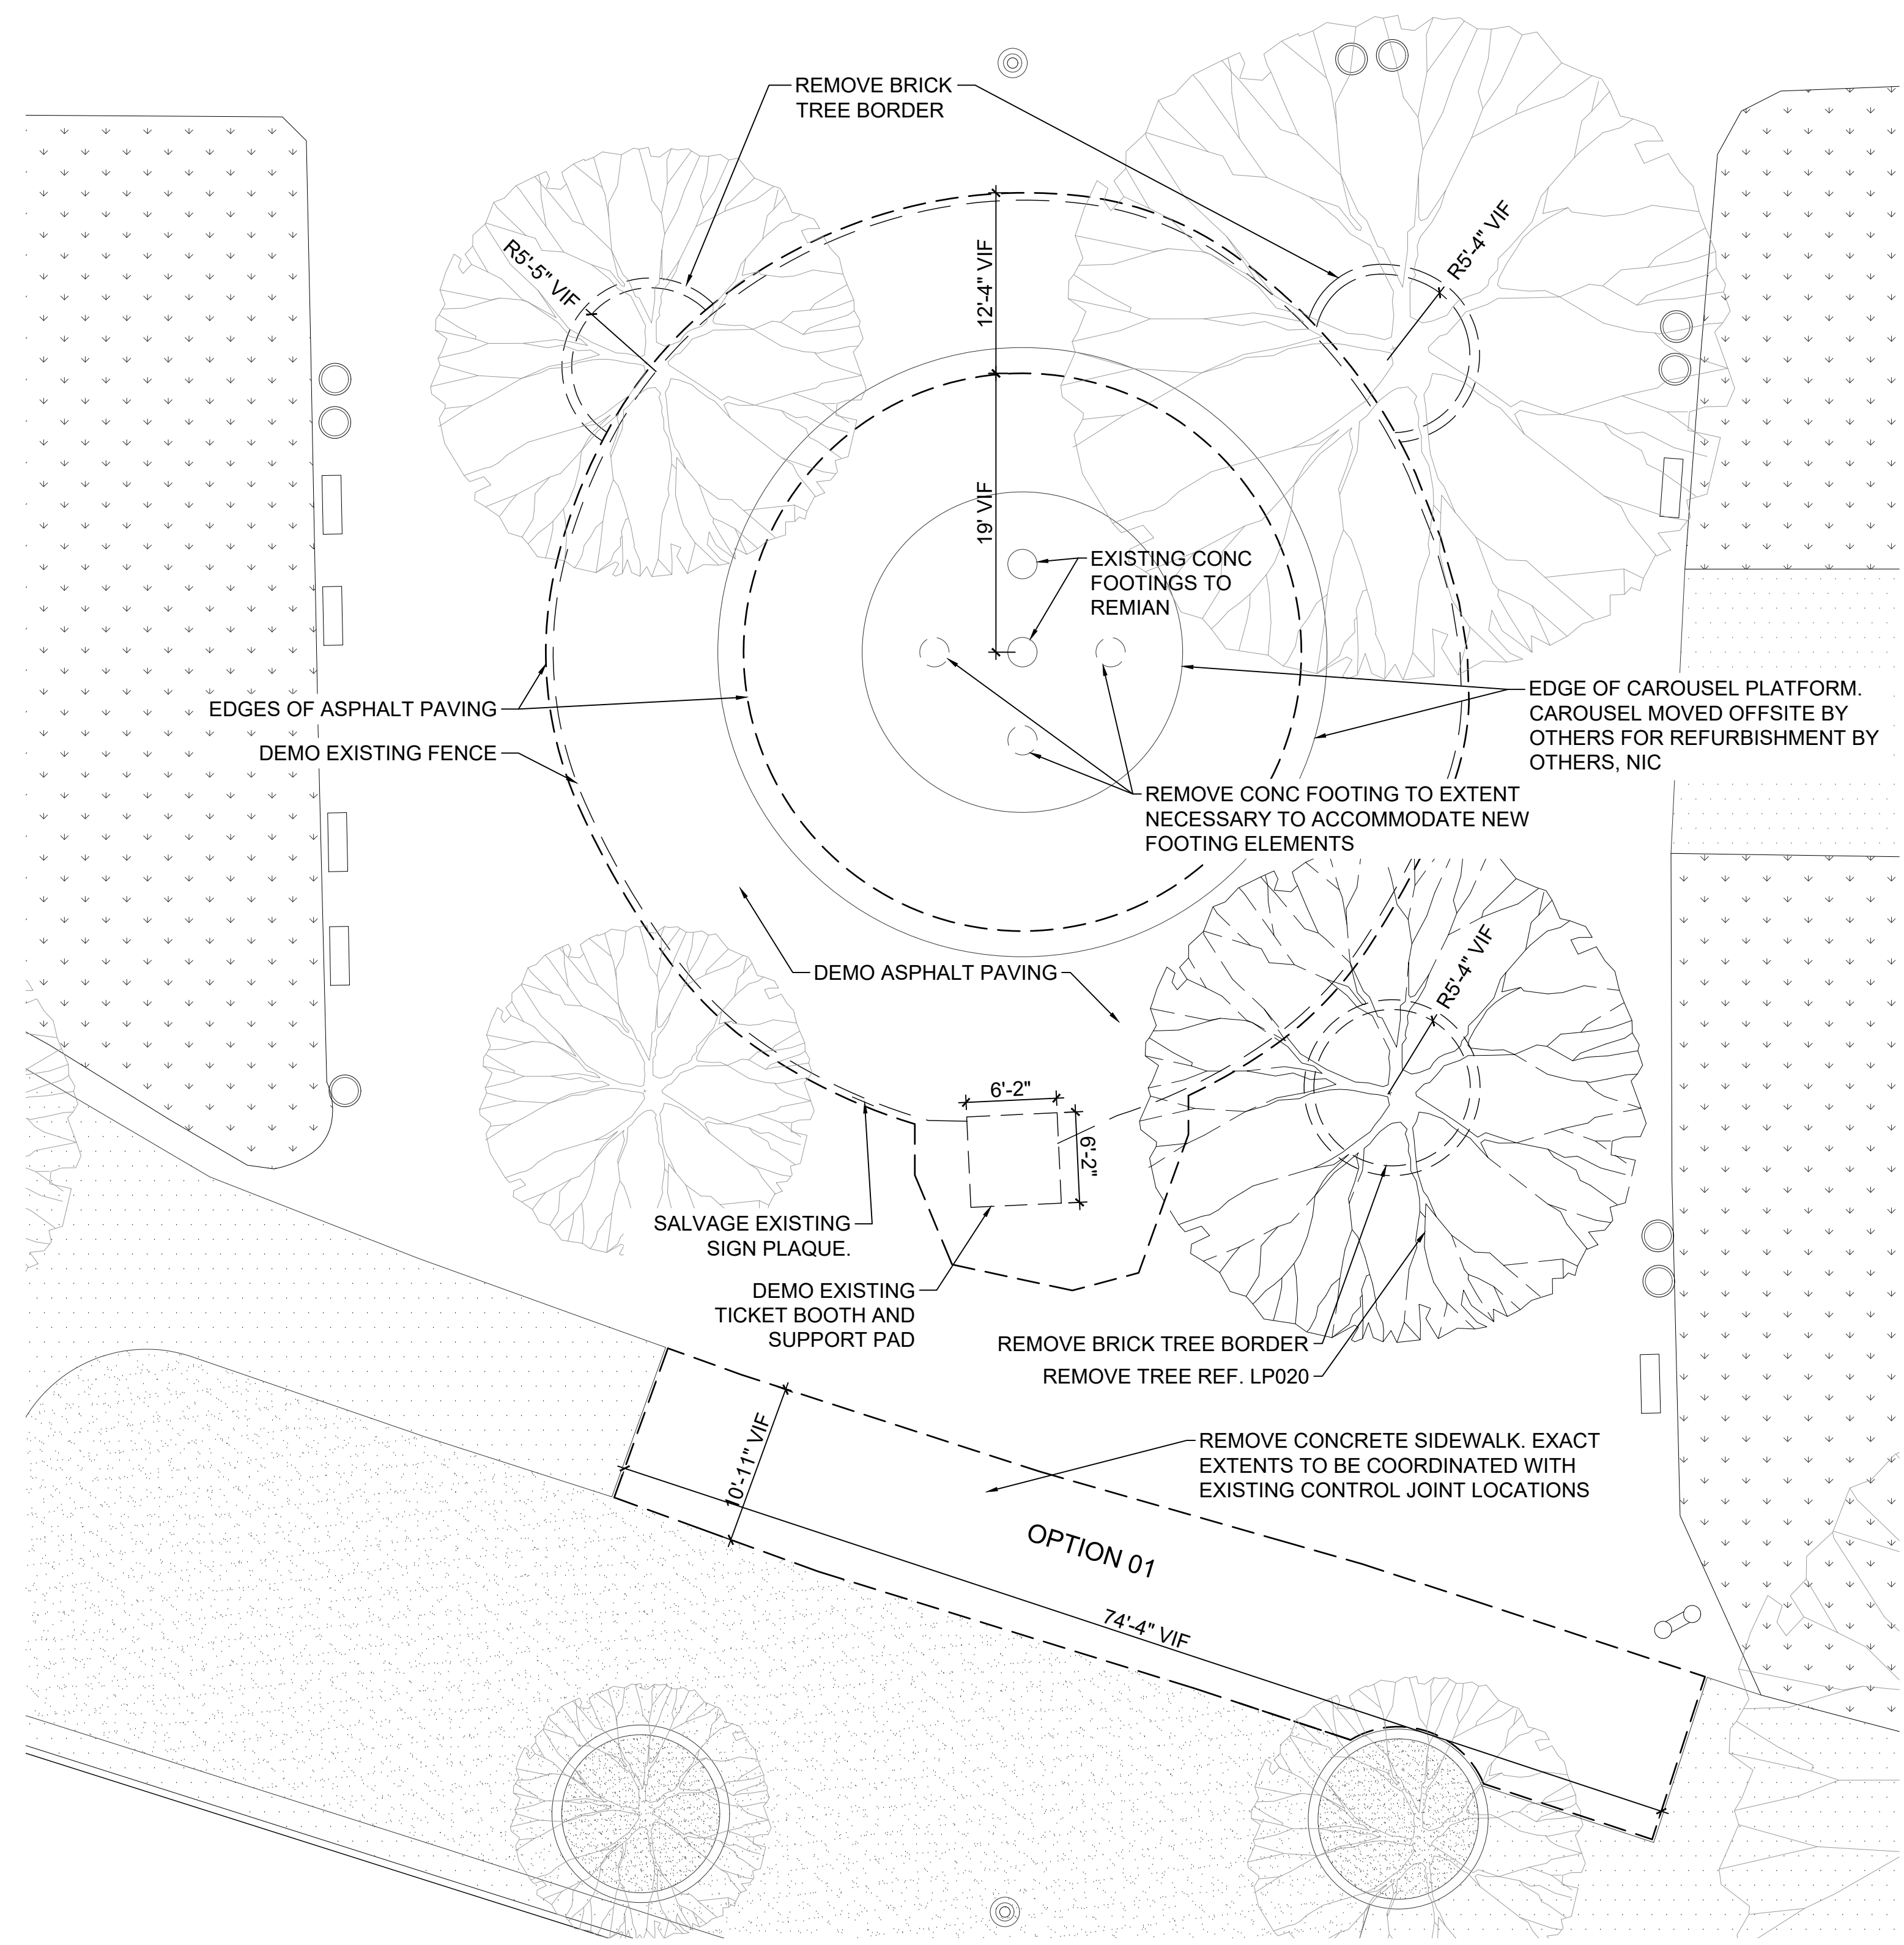 REMOVE BRICK
TREE BORDER
R5'-5" VIF
R5'-4" VIF
12'-4" VIF
19' VIF
EXISTING CONC
FOOTINGS TO
REMIAN
EDGES OF ASPHALT PAVING
DEMO EXISTING FENCE
EDGE OF CAROUSEL PLATFORM.
CAROUSEL MOVED OFFSITE BY
OTHERS FOR REFURBISHMENT BY
OTHERS, NIC
REMOVE CONC FOOTING TO EXTENT
NECESSARY TO ACCOMMODATE NEW
FOOTING ELEMENTS
DEMO ASPHALT PAVING
R5'-4" VIF
6'-2"
6'-2"
SALVAGE EXISTING
SIGN PLAQUE.
DEMO EXISTING
TICKET BOOTH AND
SUPPORT PAD
REMOVE BRICK TREE BORDER
REMOVE TREE REF. LP020
10'-11" VIF
REMOVE CONCRETE SIDEWALK. EXACT
EXTENTS TO BE COORDINATED WITH
EXISTING CONTROL JOINT LOCATIONS
OPTION 01
74'-4" VIF